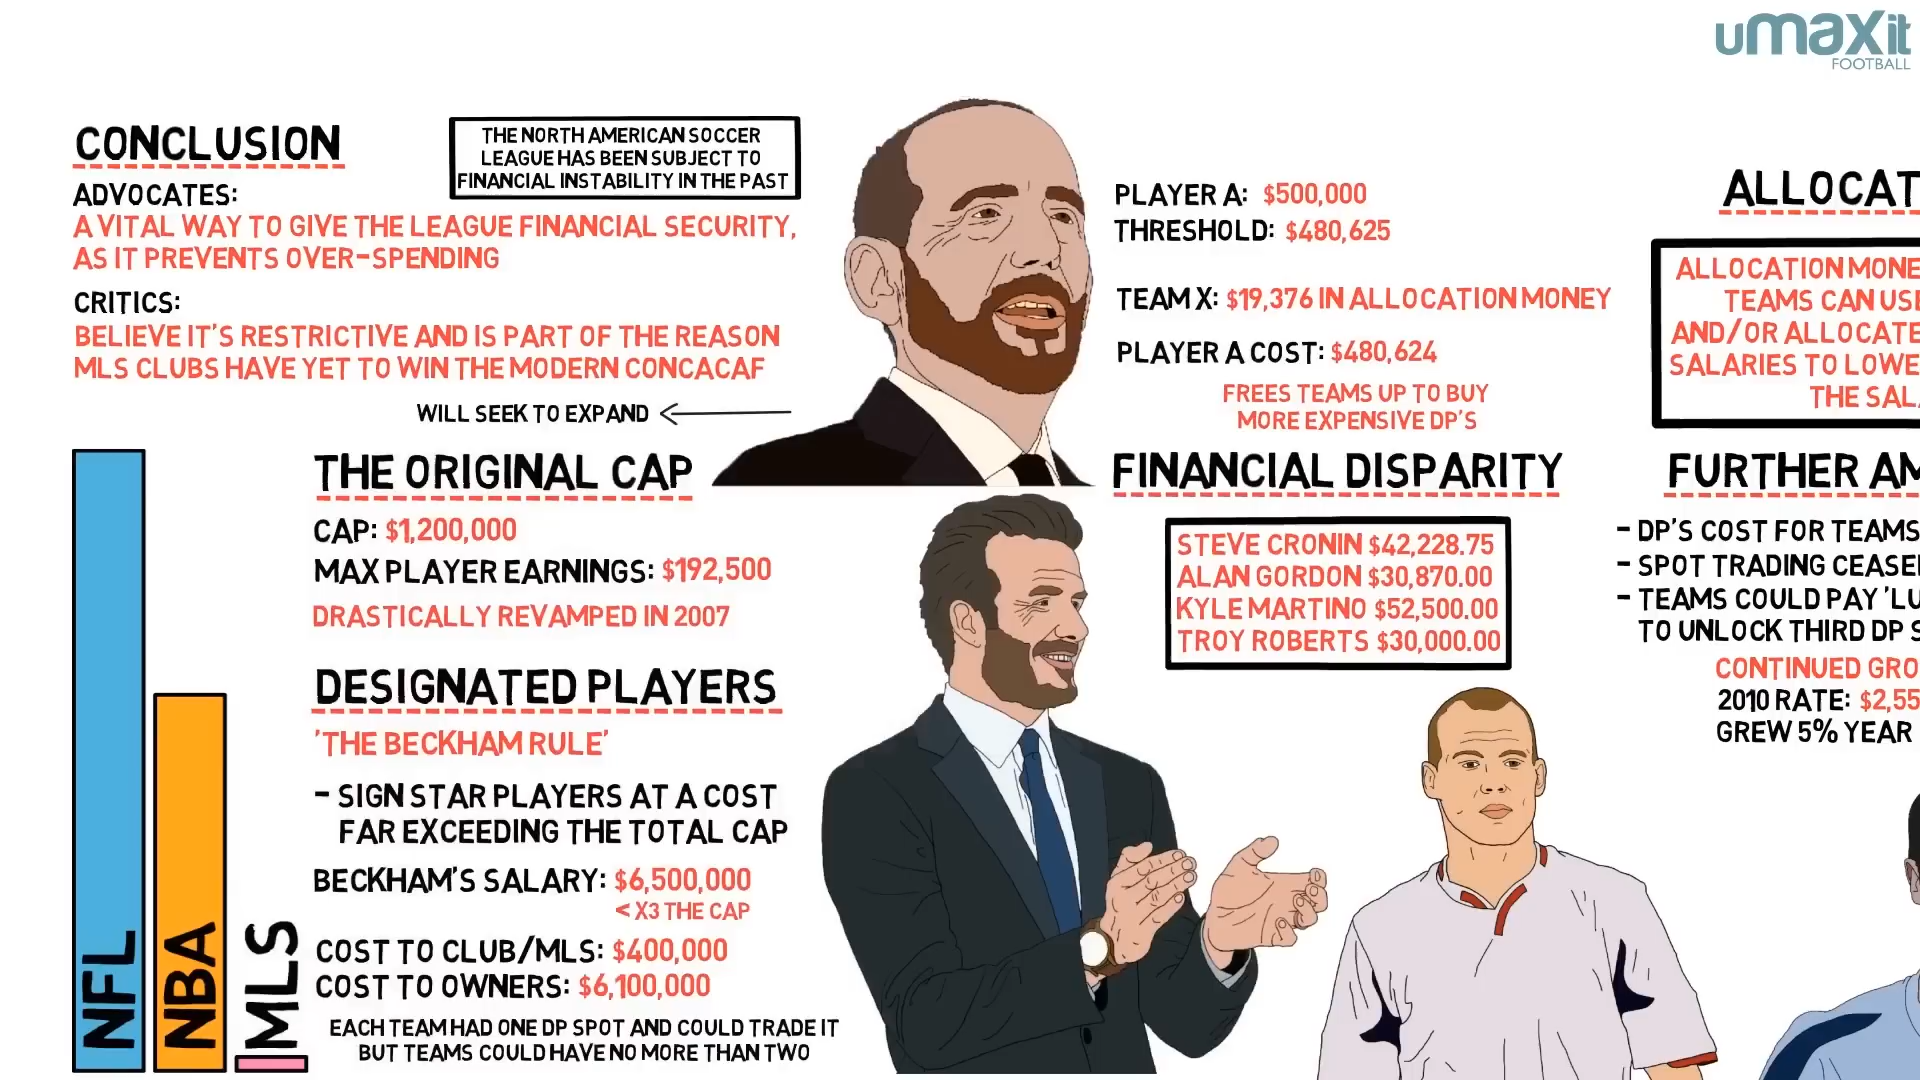 umaxit
FOOTBALL
CONCLUSION
THE NORTH AMERICAN SOCCER
LEAGUE HAS BEEN SUBJECT TO
FINANCIAL INSTABILITY IN THE PAST
ADVOCATES:
A VITAL WAY TO GIVE THE LEAGUE FINANCIAL SECURITY,
AS IT PREVENTS OVER-SPENDING
CRITICS:
BELIEVE IT'S RESTRICTIVE AND IS PART OF THE REASON
MLS CLUBS HAVE YET TO WIN THE MODERN CONCACAF
WILL SEEK TO EXPAND
PLAYER A: $500,000
THRESHOLD: $480,625
TEAM X: $19,376 IN ALLOCATION MONEY
PLAYER A COST: $480,624
FREES TEAMS UP TO BUY
MORE EXPENSIVE DP'S
ALLOCAT
ALLOCATION MONE
TEAMS CAN USE
AND/OR ALLOCATE
SALARIES TO LOWE
THE SAL
NFL
NBA
MLS
THE ORIGINAL CAP
CAP: $1,200,000
MAX PLAYER EARNINGS: $192,500
DRASTICALLY REVAMPED IN 2007
DESIGNATED PLAYERS
'THE BECKHAM RULE'
- SIGN STAR PLAYERS AT A COST
FAR EXCEEDING THE TOTAL CAP
BECKHAM'S SALARY: $6,500,000
< X3 THE CAP
COST TO CLUB/MLS: $400,000
COST TO OWNERS: $6,100,000
EACH TEAM HAD ONE DP SPOT AND COULD TRADE IT
BUT TEAMS COULD HAVE NO MORE THAN TWO
FINANCIAL DISPARITY
STEVE CRONIN $42,228.75
ALAN GORDON $30,870.00
KYLE MARTINO $52,500.00
TROY ROBERTS $30,000.00
FURTHER AM
- DP'S COST FOR TEAMS
- SPOT TRADING CEASE
- TEAMS COULD PAY 'LU
TO UNLOCK THIRD DP S
CONTINUED GRO
2010 RATE: $2,55
GREW 5% YEAR